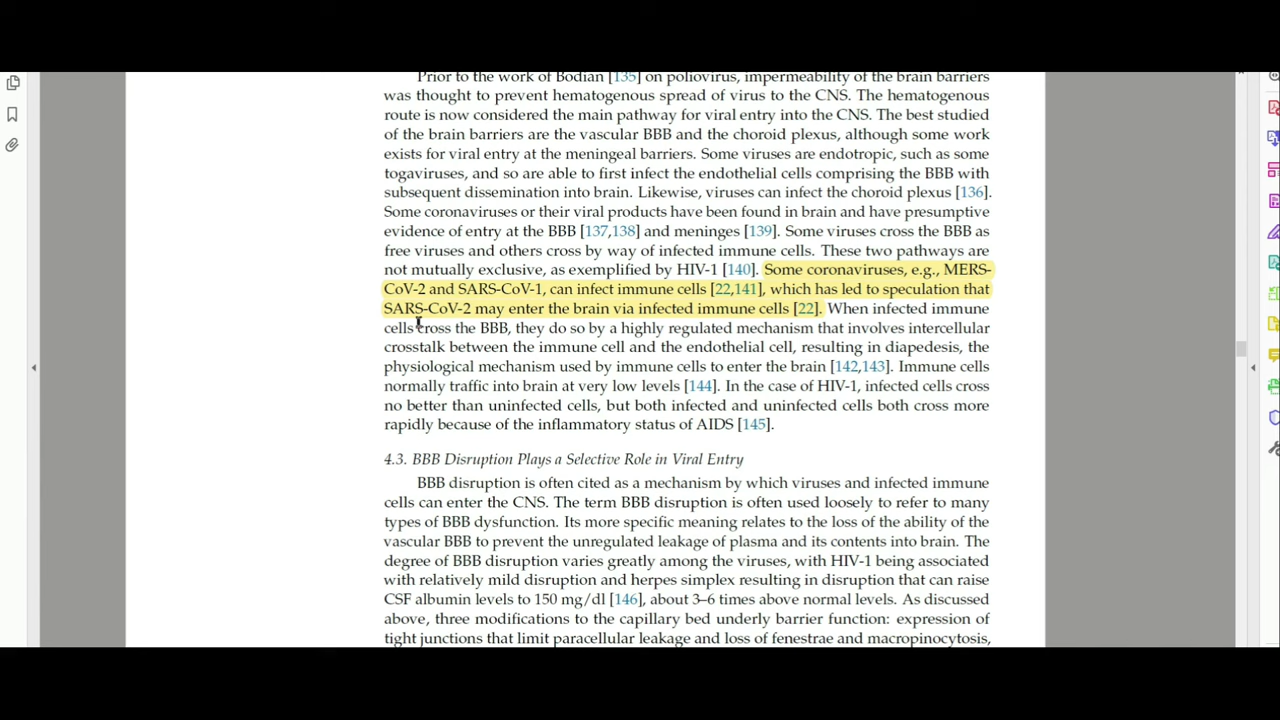 Prior to the work of Bodian [135] on poliovirus, impermeability of the brain barriers
was thought to prevent hematogenous spread of virus to the CNS. The hematogenous
route is now considered the main pathway for viral entry into the CNS. The best studied
of the brain barriers are the vascular BBB and the choroid plexus, although some work
exists for viral entry at the meningeal barriers. Some viruses are endotropic, such as some
togaviruses, and so are able to first infect the endothelial cells comprising the BBB with
subsequent dissemination into brain. Likewise, viruses can infect the choroid plexus [136].
Some coronaviruses or their viral products have been found in brain and have presumptive
evidence of entry at the BBB [137,138] and meninges [139]. Some viruses cross the BBB as
free viruses and others cross by way of infected immune cells. These two pathways are
not mutually exclusive, as exemplified by HIV-1 [140]. Some coronaviruses, e.g., MERS-
CoV-2 and SARS-CoV-1, can infect immune cells [22,141], which has led to speculation that
SARS-CoV-2 may enter the brain via infected immune cells [22]. When infected immune
cells cross the BBB, they do so by a highly regulated mechanism that involves intercellular
crosstalk between the immune cell and the endothelial cell, resulting in diapedesis, the
physiological mechanism used by immune cells to enter the brain [142,143]. Immune cells
normally traffic into brain at very low levels [144]. In the case of HIV-1, infected cells cross
no better than uninfected cells, but both infected and uninfected cells both cross more
rapidly because of the inflammatory status of AIDS [145].
4.3. BBB Disruption Plays a Selective Role in Viral Entry
BBB disruption is often cited as a mechanism by which viruses and infected immune
cells can enter the CNS. The term BBB disruption is often used loosely to refer to many
types of BBB dysfunction. Its more specific meaning relates to the loss of the ability of the
vascular BBB to prevent the unregulated leakage of plasma and its contents into brain. The
degree of BBB disruption varies greatly among the viruses, with HIV-1 being associated
with relatively mild disruption and herpes simplex resulting in disruption that can raise
CSF albumin levels to 150 mg/dl [146], about 3–6 times above normal levels. As discussed
above, three modifications to the capillary bed underly barrier function: expression of
tight junctions that limit paracellular leakage and loss of fenestrae and macropinocytosis,